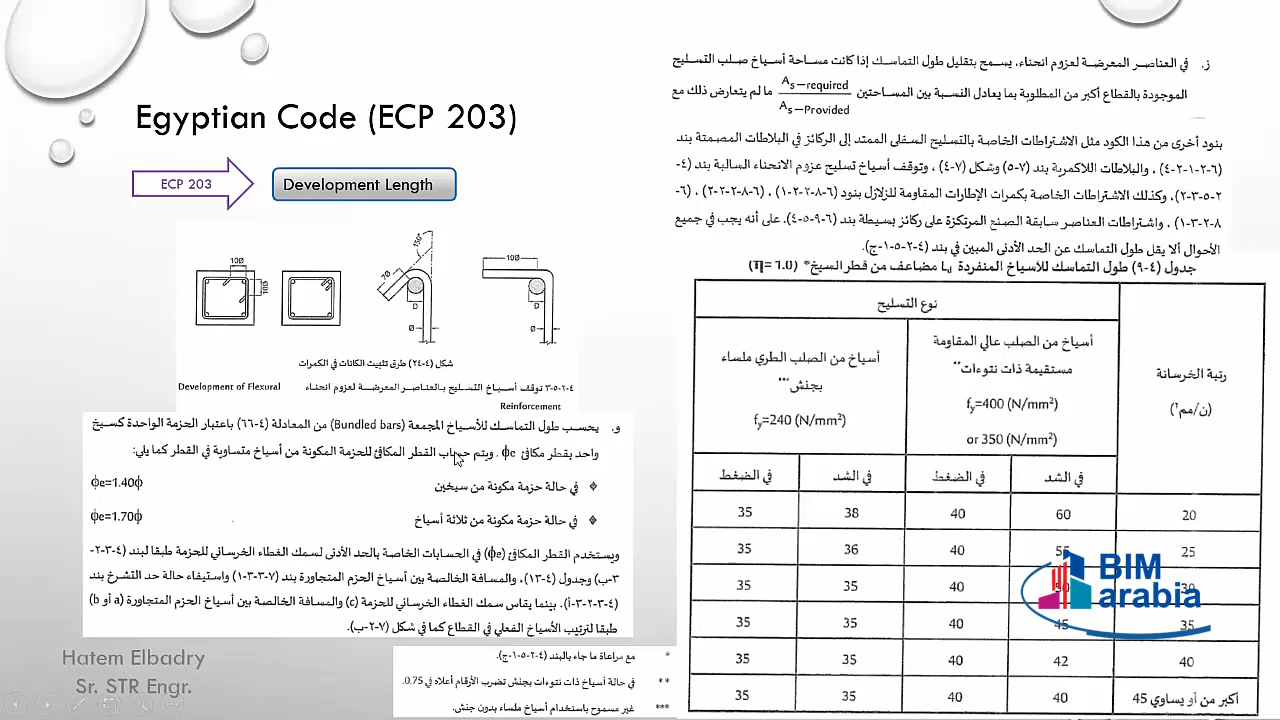 Egyptian Code (ECP 203)
ECP 203
Development Length
10Ø
10Ø
150°
7Ø
D
Ø
10Ø
D
Ø
شكل (٤-٢٤) طرق تثبيت الكانات في الكمرات
٤-٢-٥-٣ توقف أسياخ التسليح بالعناصر المعرضة لعزوم انحناء Development of Flexural
Reinforcement
و. يحسب طول التماسك للأسياخ المجمعة (Bundled bars) من المعادلة (٤-٦٦) باعتبار الحزمة الواحدة كسيخ
واحد بقطر مكافئ ϕe . ويتم حساب القطر المكافئ للحزمة المكونة من أسياخ متساوية في القطر كما يلي:
❖ في حالة حزمة مكونة من سيخين ϕe=1.40ϕ
❖ في حالة حزمة مكونة من ثلاثة أسياخ ϕe=1.70ϕ
ويستخدم القطر المكافئ (ϕe) في الحسابات الخاصة بالحد الأدنى لسمك الغطاء الخرساني للحزمة طبقا لبند (٤-٣-٢-
٣-ب) وجدول (٤-١٣)، والمسافة الخالصة بين أسياخ الحزم المتجاورة بند (٧-٣-٣-١) واستيفاء حالة حد التشرخ بند
(٤-٣-٢-٣-أ). بينما يقاس سمك الغطاء الخرساني للحزمة (c) والمسافة الخالصة بين أسياخ الحزم المتجاورة (a أو b)
طبقا لترتيب الأسياخ الفعلي في القطاع كما في شكل (٧-٢-ب).
* مع مراعاة ما جاء بالبند (٤-٢-٥-١-ج).
** في حالة أسياخ ذات نتوءات بجنش تضرب الأرقام أعلاه في 0.75.
*** غير مسموح باستخدام أسياخ ملساء بدون جنش.
Hatem Elbadry
Sr. STR Engr.
ز. في العناصر المعرضة لعزوم انحناء، يسمح بتقليل طول التماسك إذا كانت مساحة أسياخ صلب التسليح
الموجودة بالقطاع أكبر من المطلوبة بما يعادل النسبة بين المساحتين As–required / As–Provided ما لم يتعارض ذلك مع
بنود أخرى من هذا الكود مثل الاشتراطات الخاصة بالتسليح السفلى الممتد إلى الركائز في البلاطات المصمتة بند
(٦-٢-١-٢-٤)، والبلاطات اللاكمرية بند (٧-٥) وشكل (٧-٤) ، وتوقف أسياخ تسليح عزوم الانحناء السالبة بند (٤-
٢-٥-٣-٢)، وكذلك الاشتراطات الخاصة بكمرات الإطارات المقاومة للزلازل بنود (٦-٨-٢-٢-١) ، (٦-٨-٢-٢-٢)، (٦-
٨-٢-٣-١) ، واشتراطات العناصر سابقة الصنع المرتكزة على ركائز بسيطة بند (٦-٩-٥-٤). على أنه يجب في جميع
الأحوال ألا يقل طول التماسك عن الحد الأدنى المبين في بند (٤-٢-٥-١-ج).
جدول (٤-٩) طول التماسك للأسياخ المنفردة Ld مضاعف من قطر السيخ* (η= 1.0)
رتبة الخرسانة
(ن/مم٢)
نوع التسليح
أسياخ من الصلب عالي المقاومة
مستقيمة ذات نتوءات**
fy=400 (N/mm²)
or 350 (N/mm²)
أسياخ من الصلب الطري ملساء
بجنش***
fy=240 (N/mm²)
في الشد في الضغط في الشد في الضغط
20 60 40 38 35
25 55 40 36 35
30 50 40 35 35
35 45 40 35 35
40 42 40 35 35
أكبر من أو يساوي 45 40 40 35 35
BIM
arabia